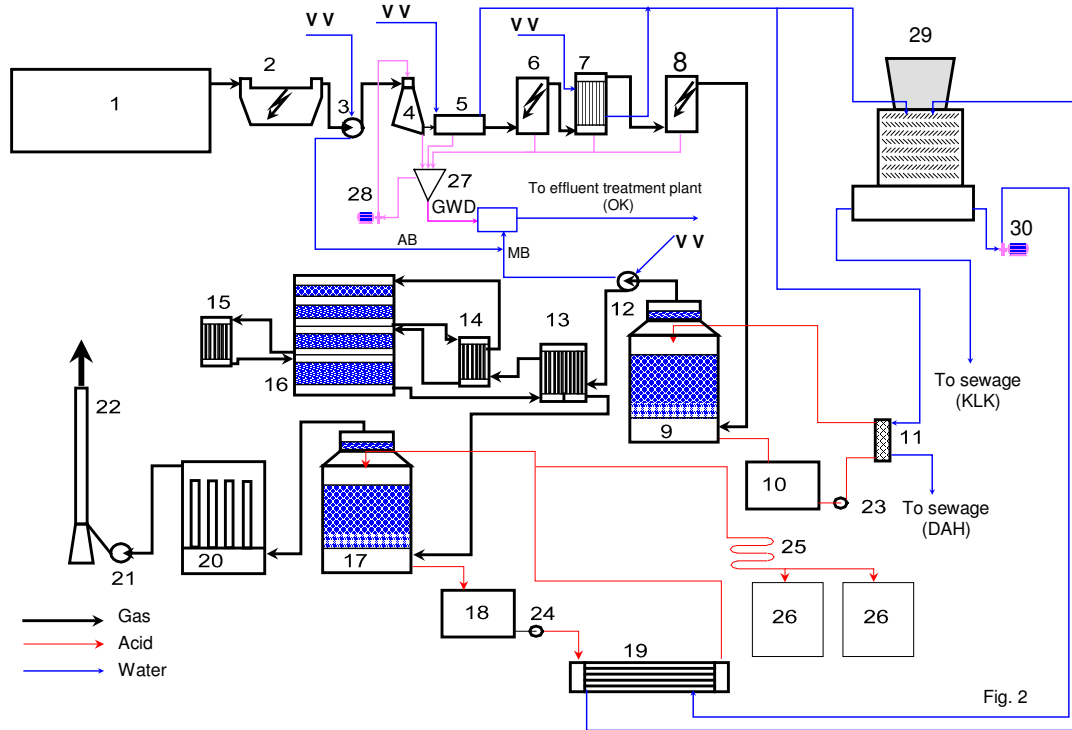 V V
V V
V V
29
2
6
7
8
1
3
4
5
27
28
To effluent treatment plant
(OK)
GWD
30
AB
MB
V V
15
14
13
12
16
To sewage
(KLK)
22
9
11
10
23
To sewage
(DAH)
25
20
17
21
18
24
26
26
Gas
Acid
Water
19
Fig. 2